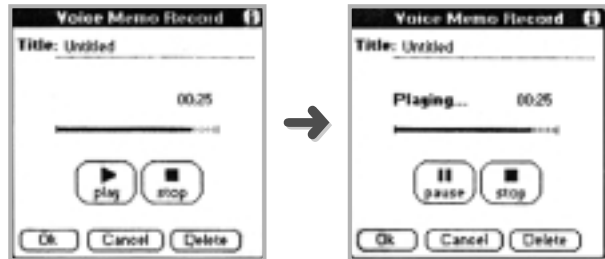 Voice Memo Record i
Title: Untitled
00:25
play stop
Ok Cancel Delete
Voice Memo Record i
Title: Untitled
Playing... 00:25
pause stop
Ok Cancel Delete